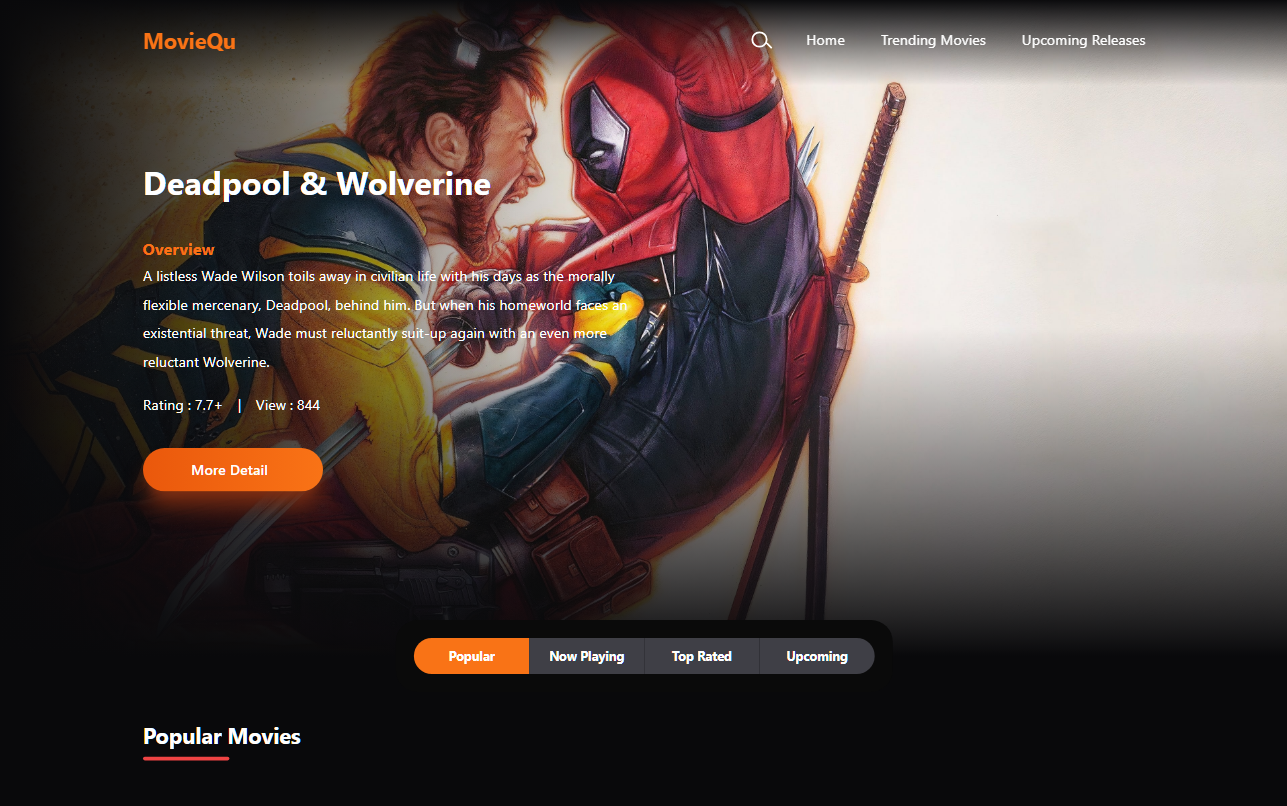 MovieQu
Home
Trending Movies
Upcoming Releases
Deadpool & Wolverine
Overview
A listless Wade Wilson toils away in civilian life with his days as the morally
flexible mercenary, Deadpool, behind him. But when his homeworld faces an
existential threat, Wade must reluctantly suit-up again with an even more
reluctant Wolverine.
Rating : 7.7+ | View : 844
More Detail
Popular
Now Playing
Top Rated
Upcoming
Popular Movies